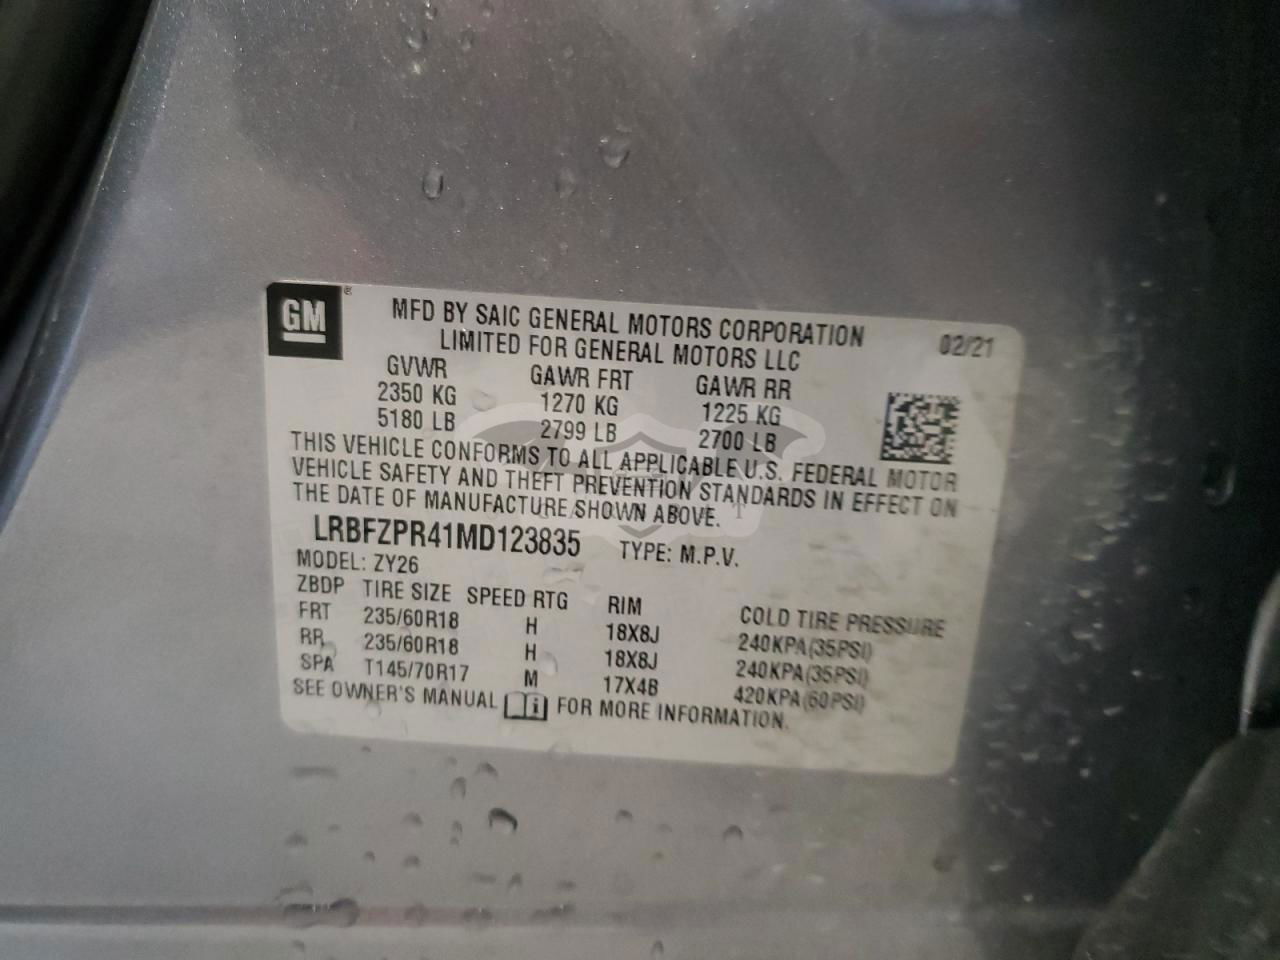 GM ®
MFD BY SAIC GENERAL MOTORS CORPORATION 02/21
LIMITED FOR GENERAL MOTORS LLC
GVWR GAWR FRT GAWR RR
2350 KG 1270 KG 1225 KG
5180 LB 2799 LB 2700 LB
THIS VEHICLE CONFORMS TO ALL APPLICABLE U.S. FEDERAL MOTOR
VEHICLE SAFETY AND THEFT PREVENTION STANDARDS IN EFFECT ON
THE DATE OF MANUFACTURE SHOWN ABOVE.
LRBFZPR41MD123835 TYPE: M.P.V.
MODEL: ZY26
ZBDP TIRE SIZE SPEED RTG RIM COLD TIRE PRESSURE
FRT 235/60R18 H 18X8J 240KPA(35PSI)
RR 235/60R18 H 18X8J 240KPA(35PSI)
SPA T145/70R17 M 17X4B 420KPA(60PSI)
SEE OWNER'S MANUAL FOR MORE INFORMATION.